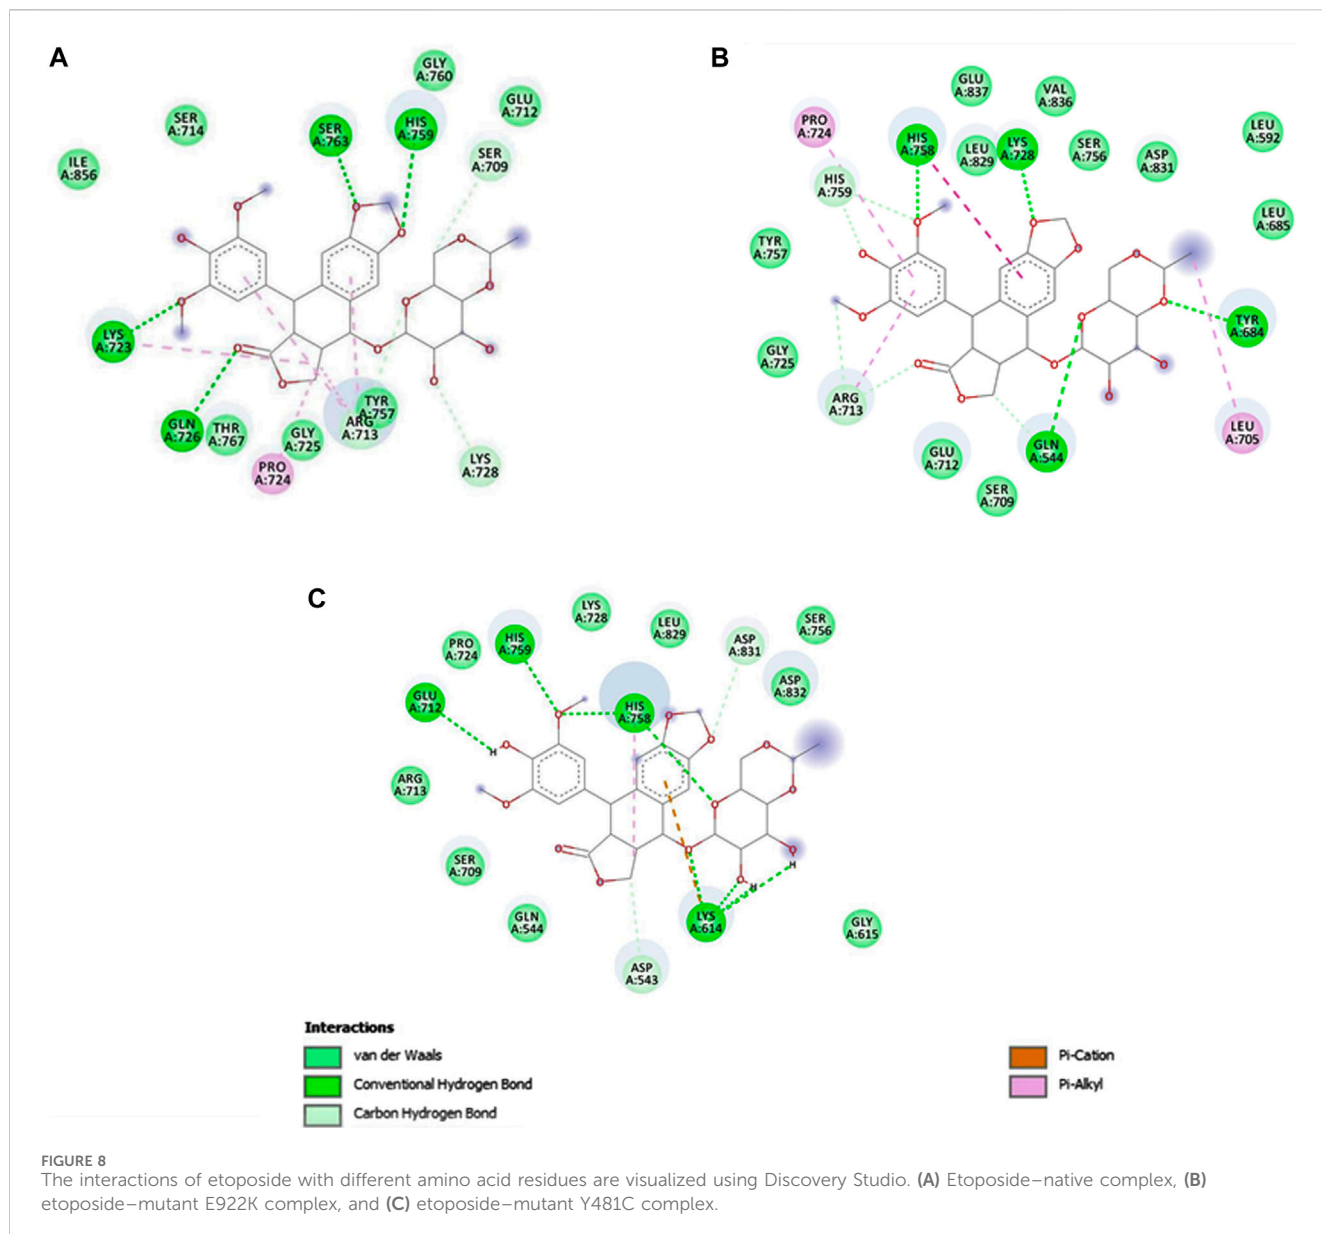 A
GLY
A:760
SER
A:714
GLU
A:712
SER
A:763
HIS
A:759
ILE
A:856
SER
A:709
LYS
A:723
GLN
A:726
THR
A:767
GLY
A:725
TYR
A:757
ARG
A:713
PRO
A:724
LYS
A:728
O
O
O
O
O
O
O
O
O
O
O
O
O
B
GLU
A:837
VAL
A:836
PRO
A:724
HIS
A:758
LEU
A:829
LYS
A:728
SER
A:756
ASP
A:831
LEU
A:592
HIS
A:759
LEU
A:685
TYR
A:757
TYR
A:684
GLY
A:725
ARG
A:713
LEU
A:705
GLU
A:712
GLN
A:544
SER
A:709
O
O
O
O
O
O
O
O
O
O
O
O
O
C
LYS
A:728
HIS
A:759
LEU
A:829
SER
A:756
PRO
A:724
ASP
A:831
ASP
A:832
GLU
A:712
HIS
A:758
ARG
A:713
SER
A:709
GLN
A:544
LYS
A:614
GLY
A:615
ASP
A:543
O
O
O
O
O
O
O
O
O
O
O
O
O
H
H
H
Interactions
van der Waals
Conventional Hydrogen Bond
Carbon Hydrogen Bond
Pi-Cation
Pi-Alkyl
FIGURE 8
The interactions of etoposide with different amino acid residues are visualized using Discovery Studio. (A) Etoposide–native complex, (B)
etoposide–mutant E922K complex, and (C) etoposide–mutant Y481C complex.